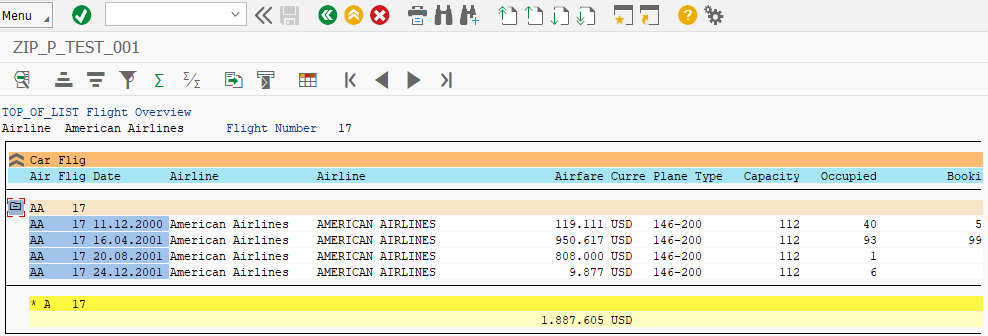 Menu
ZIP_P_TEST_001
TOP_OF_LIST Flight Overview
Airline American Airlines Flight Number 17
Car Flig
Air Flig Date Airline Airline Airfare Curre Plane Type Capacity Occupied Booki
AA 17
AA 17 11.12.2000 American Airlines AMERICAN AIRLINES 119.111 USD 146-200 112 40 5
AA 17 16.04.2001 American Airlines AMERICAN AIRLINES 950.617 USD 146-200 112 93 99
AA 17 20.08.2001 American Airlines AMERICAN AIRLINES 808.000 USD 146-200 112 1
AA 17 24.12.2001 American Airlines AMERICAN AIRLINES 9.877 USD 146-200 112 6
* A 17
1.887.605 USD